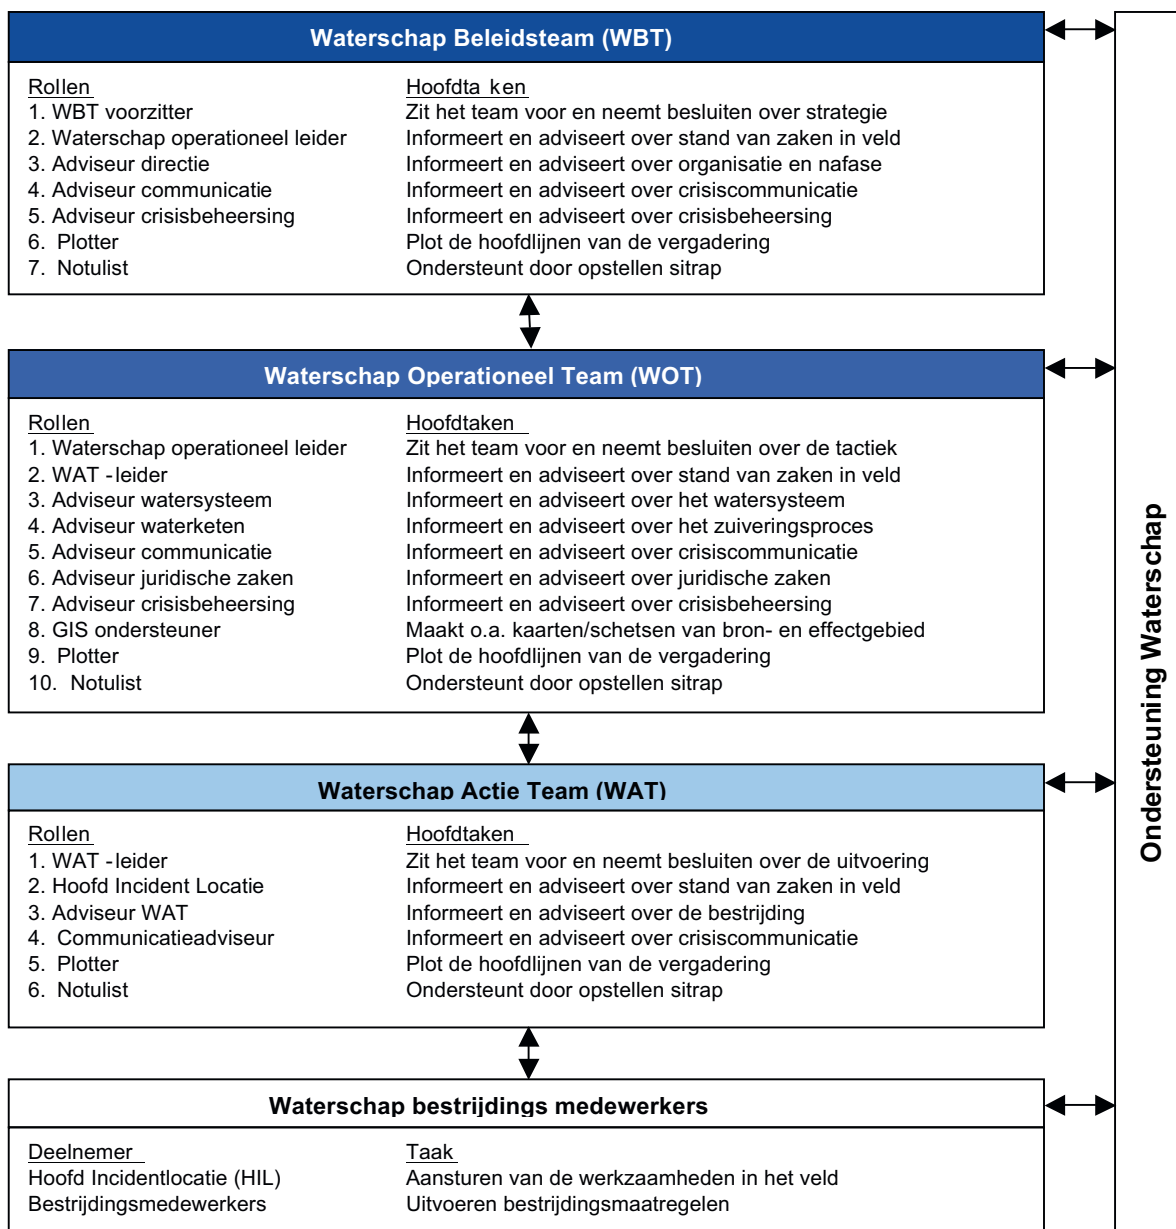 Waterschap Beleidsteam (WBT)
Rollen Hoofdta ken
1. WBT voorzitter Zit het team voor en neemt besluiten over strategie
2. Waterschap operationeel leider Informeert en adviseert over stand van zaken in veld
3. Adviseur directie Informeert en adviseert over organisatie en nafase
4. Adviseur communicatie Informeert en adviseert over crisiscommunicatie
5. Adviseur crisisbeheersing Informeert en adviseert over crisisbeheersing
6. Plotter Plot de hoofdlijnen van de vergadering
7. Notulist Ondersteunt door opstellen sitrap
Waterschap Operationeel Team (WOT)
Rollen Hoofdtaken
1. Waterschap operationeel leider Zit het team voor en neemt besluiten over de tactiek
2. WAT -leider Informeert en adviseert over stand van zaken in veld
3. Adviseur watersysteem Informeert en adviseert over het watersysteem
4. Adviseur waterketen Informeert en adviseert over het zuiveringsproces
5. Adviseur communicatie Informeert en adviseert over crisiscommunicatie
6. Adviseur juridische zaken Informeert en adviseert over juridische zaken
7. Adviseur crisisbeheersing Informeert en adviseert over crisisbeheersing
8. GIS ondersteuner Maakt o.a. kaarten/schetsen van bron- en effectgebied
9. Plotter Plot de hoofdlijnen van de vergadering
10. Notulist Ondersteunt door opstellen sitrap
Waterschap Actie Team (WAT)
Rollen Hoofdtaken
1. WAT -leider Zit het team voor en neemt besluiten over de uitvoering
2. Hoofd Incident Locatie Informeert en adviseert over stand van zaken in veld
3. Adviseur WAT Informeert en adviseert over de bestrijding
4. Communicatieadviseur Informeert en adviseert over crisiscommunicatie
5. Plotter Plot de hoofdlijnen van de vergadering
6. Notulist Ondersteunt door opstellen sitrap
Waterschap bestrijdings medewerkers
Deelnemer Taak
Hoofd Incidentlocatie (HIL) Aansturen van de werkzaamheden in het veld
Bestrijdingsmedewerkers Uitvoeren bestrijdingsmaatregelen
Ondersteuning Waterschap